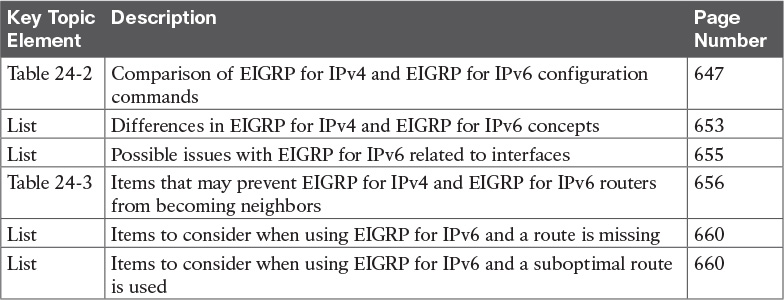 Key Topic Element Description Page Number
Table 24-2 Comparison of EIGRP for IPv4 and EIGRP for IPv6 configuration commands 647
List Differences in EIGRP for IPv4 and EIGRP for IPv6 concepts 653
List Possible issues with EIGRP for IPv6 related to interfaces 655
Table 24-3 Items that may prevent EIGRP for IPv4 and EIGRP for IPv6 routers from becoming neighbors 656
List Items to consider when using EIGRP for IPv6 and a route is missing 660
List Items to consider when using EIGRP for IPv6 and a suboptimal route is used 660